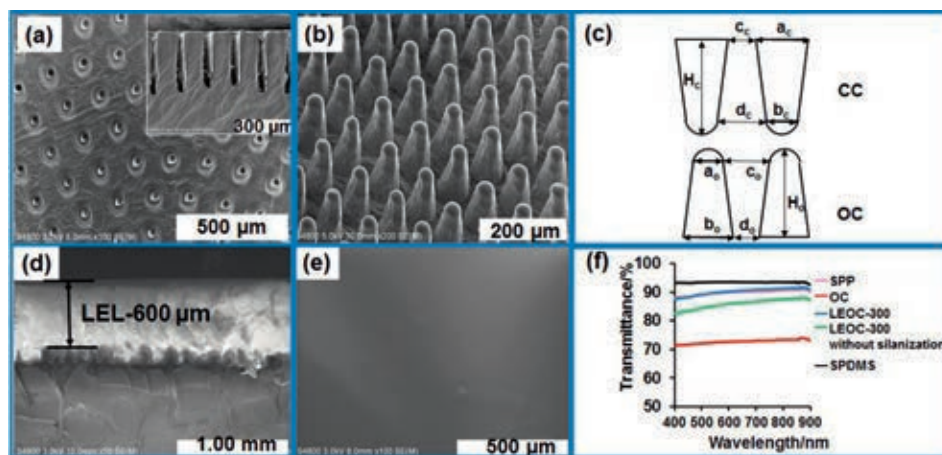 (a)
300 µm
500 µm
(b)
200 µm
(c)
cc ac
Hc
dc bc
CC
ao co
Ho
bo do
OC
(d)
LEL-600 µm
1.00 mm
(e)
500 µm
(f)
Transmittance/%
100
90
80
70
60
50
400 500 600 700 800 900
Wavelength/nm
SPP
OC
LEOC-300
LEOC-300
without silanization
SPDMS